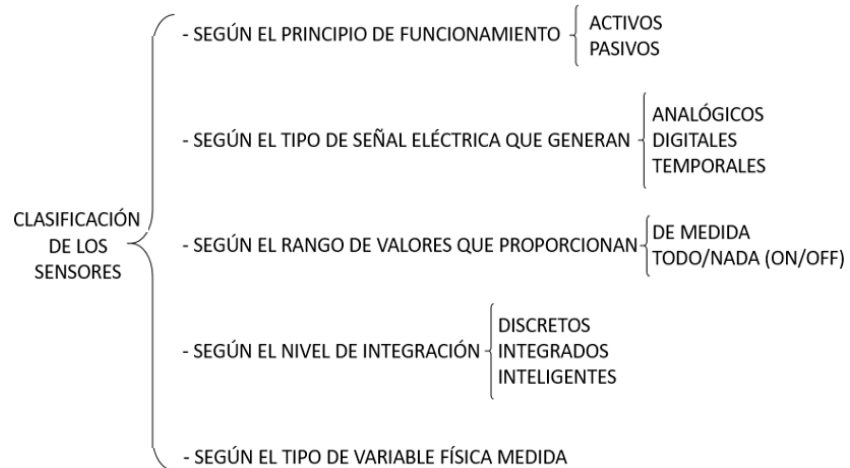 CLASIFICACIÓN
DE LOS
SENSORES
- SEGÚN EL PRINCIPIO DE FUNCIONAMIENTO
ACTIVOS
PASIVOS
- SEGÚN EL TIPO DE SEÑAL ELÉCTRICA QUE GENERAN
ANALÓGICOS
DIGITALES
TEMPORALES
- SEGÚN EL RANGO DE VALORES QUE PROPORCIONAN
DE MEDIDA
TODO/NADA (ON/OFF)
- SEGÚN EL NIVEL DE INTEGRACIÓN
DISCRETOS
INTEGRADOS
INTELIGENTES
- SEGÚN EL TIPO DE VARIABLE FÍSICA MEDIDA